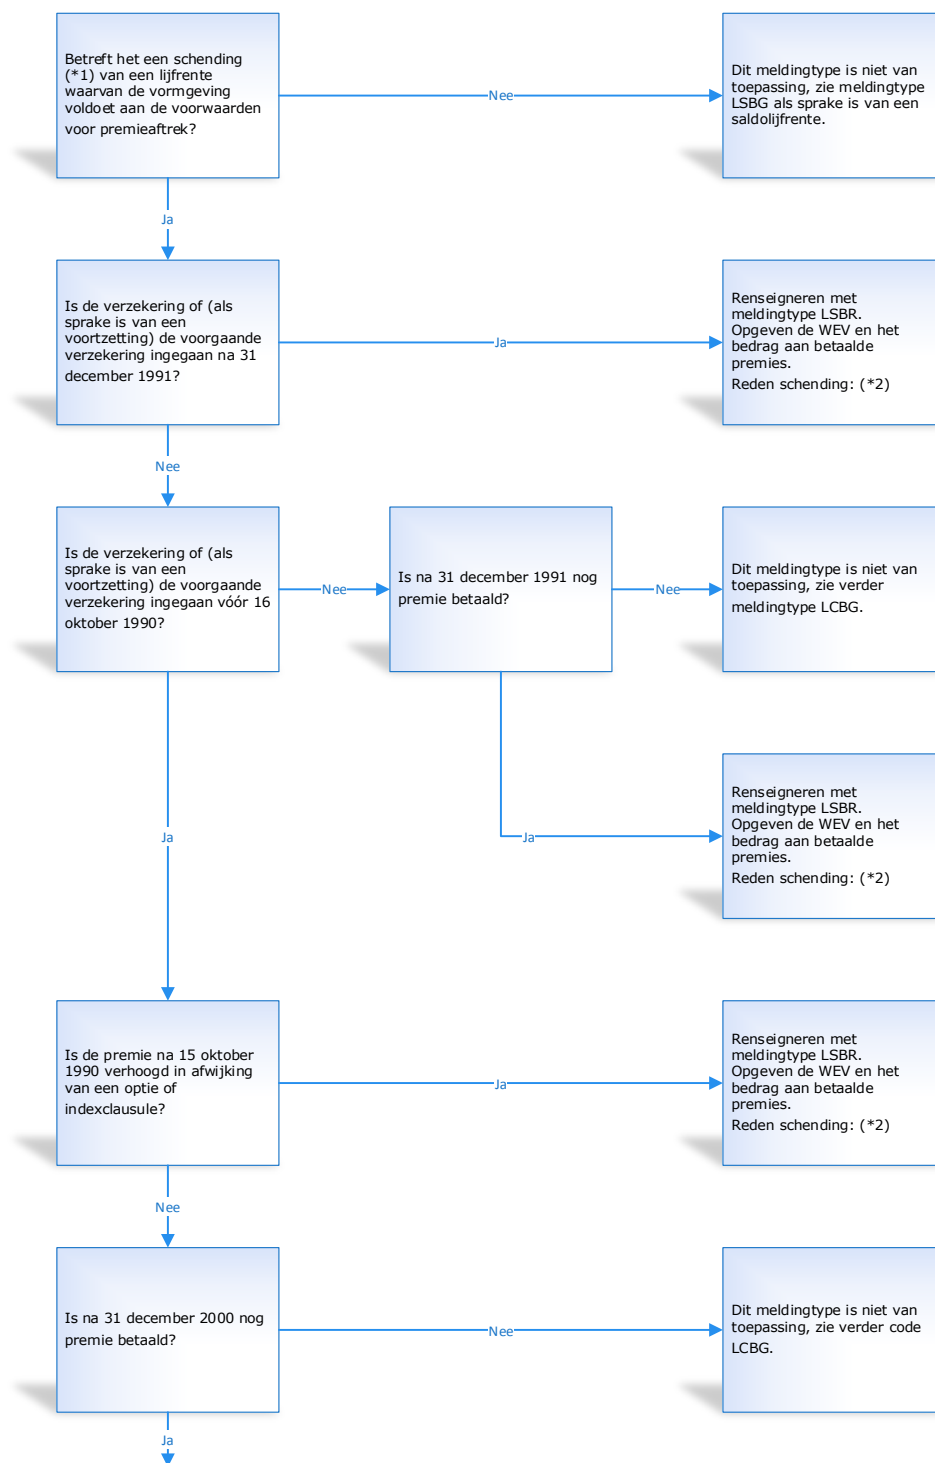 Betreft het een schending
(*1) van een lijfrente
waarvan de vormgeving
voldoet aan de voorwaarden
voor premieaftrek?
Nee
Dit meldingtype is niet van
toepassing, zie meldingtype
LSBG als sprake is van een
saldolijfrente.
Ja
Is de verzekering of (als
sprake is van een
voortzetting) de voorgaande
verzekering ingegaan na 31
december 1991?
Ja
Renseigneren met
meldingtype LSBR.
Opgeven de WEV en het
bedrag aan betaalde
premies.
Reden schending: (*2)
Nee
Is de verzekering of (als
sprake is van een
voortzetting) de voorgaande
verzekering ingegaan vóór 16
oktober 1990?
Nee
Is na 31 december 1991 nog
premie betaald?
Nee
Dit meldingtype is niet van
toepassing, zie verder
meldingtype LCBG.
Ja
Ja
Renseigneren met
meldingtype LSBR.
Opgeven de WEV en het
bedrag aan betaalde
premies.
Reden schending: (*2)
Is de premie na 15 oktober
1990 verhoogd in afwijking
van een optie of
indexclausule?
Ja
Renseigneren met
meldingtype LSBR.
Opgeven de WEV en het
bedrag aan betaalde
premies.
Reden schending: (*2)
Nee
Is na 31 december 2000 nog
premie betaald?
Nee
Dit meldingtype is niet van
toepassing, zie verder code
LCBG.
Ja